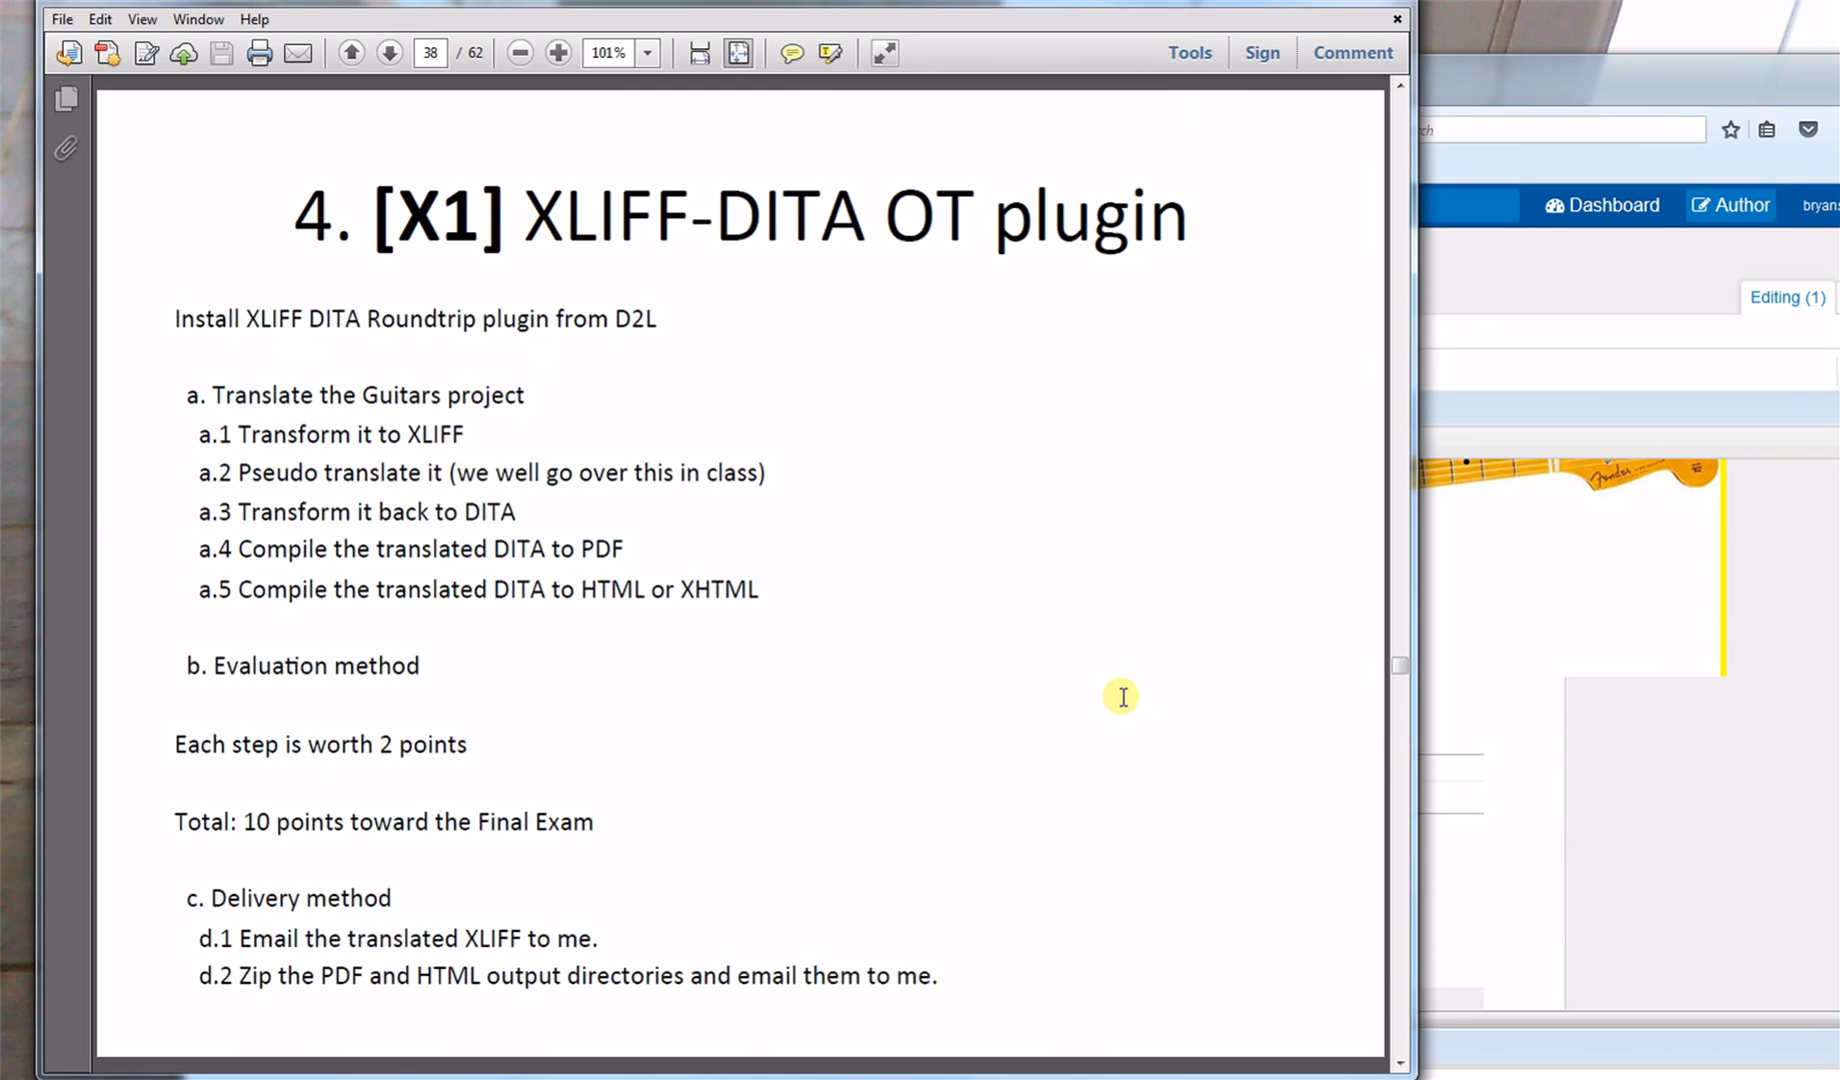 File Edit View Window Help
38 / 62 101% Tools Sign Comment
4. [X1] XLIFF-DITA OT plugin
Install XLIFF DITA Roundtrip plugin from D2L
a. Translate the Guitars project
a.1 Transform it to XLIFF
a.2 Pseudo translate it (we well go over this in class)
a.3 Transform it back to DITA
a.4 Compile the translated DITA to PDF
a.5 Compile the translated DITA to HTML or XHTML
b. Evaluation method
Each step is worth 2 points
Total: 10 points toward the Final Exam
c. Delivery method
d.1 Email the translated XLIFF to me.
d.2 Zip the PDF and HTML output directories and email them to me.
Dashboard Author bryans
Editing (1)
Fender